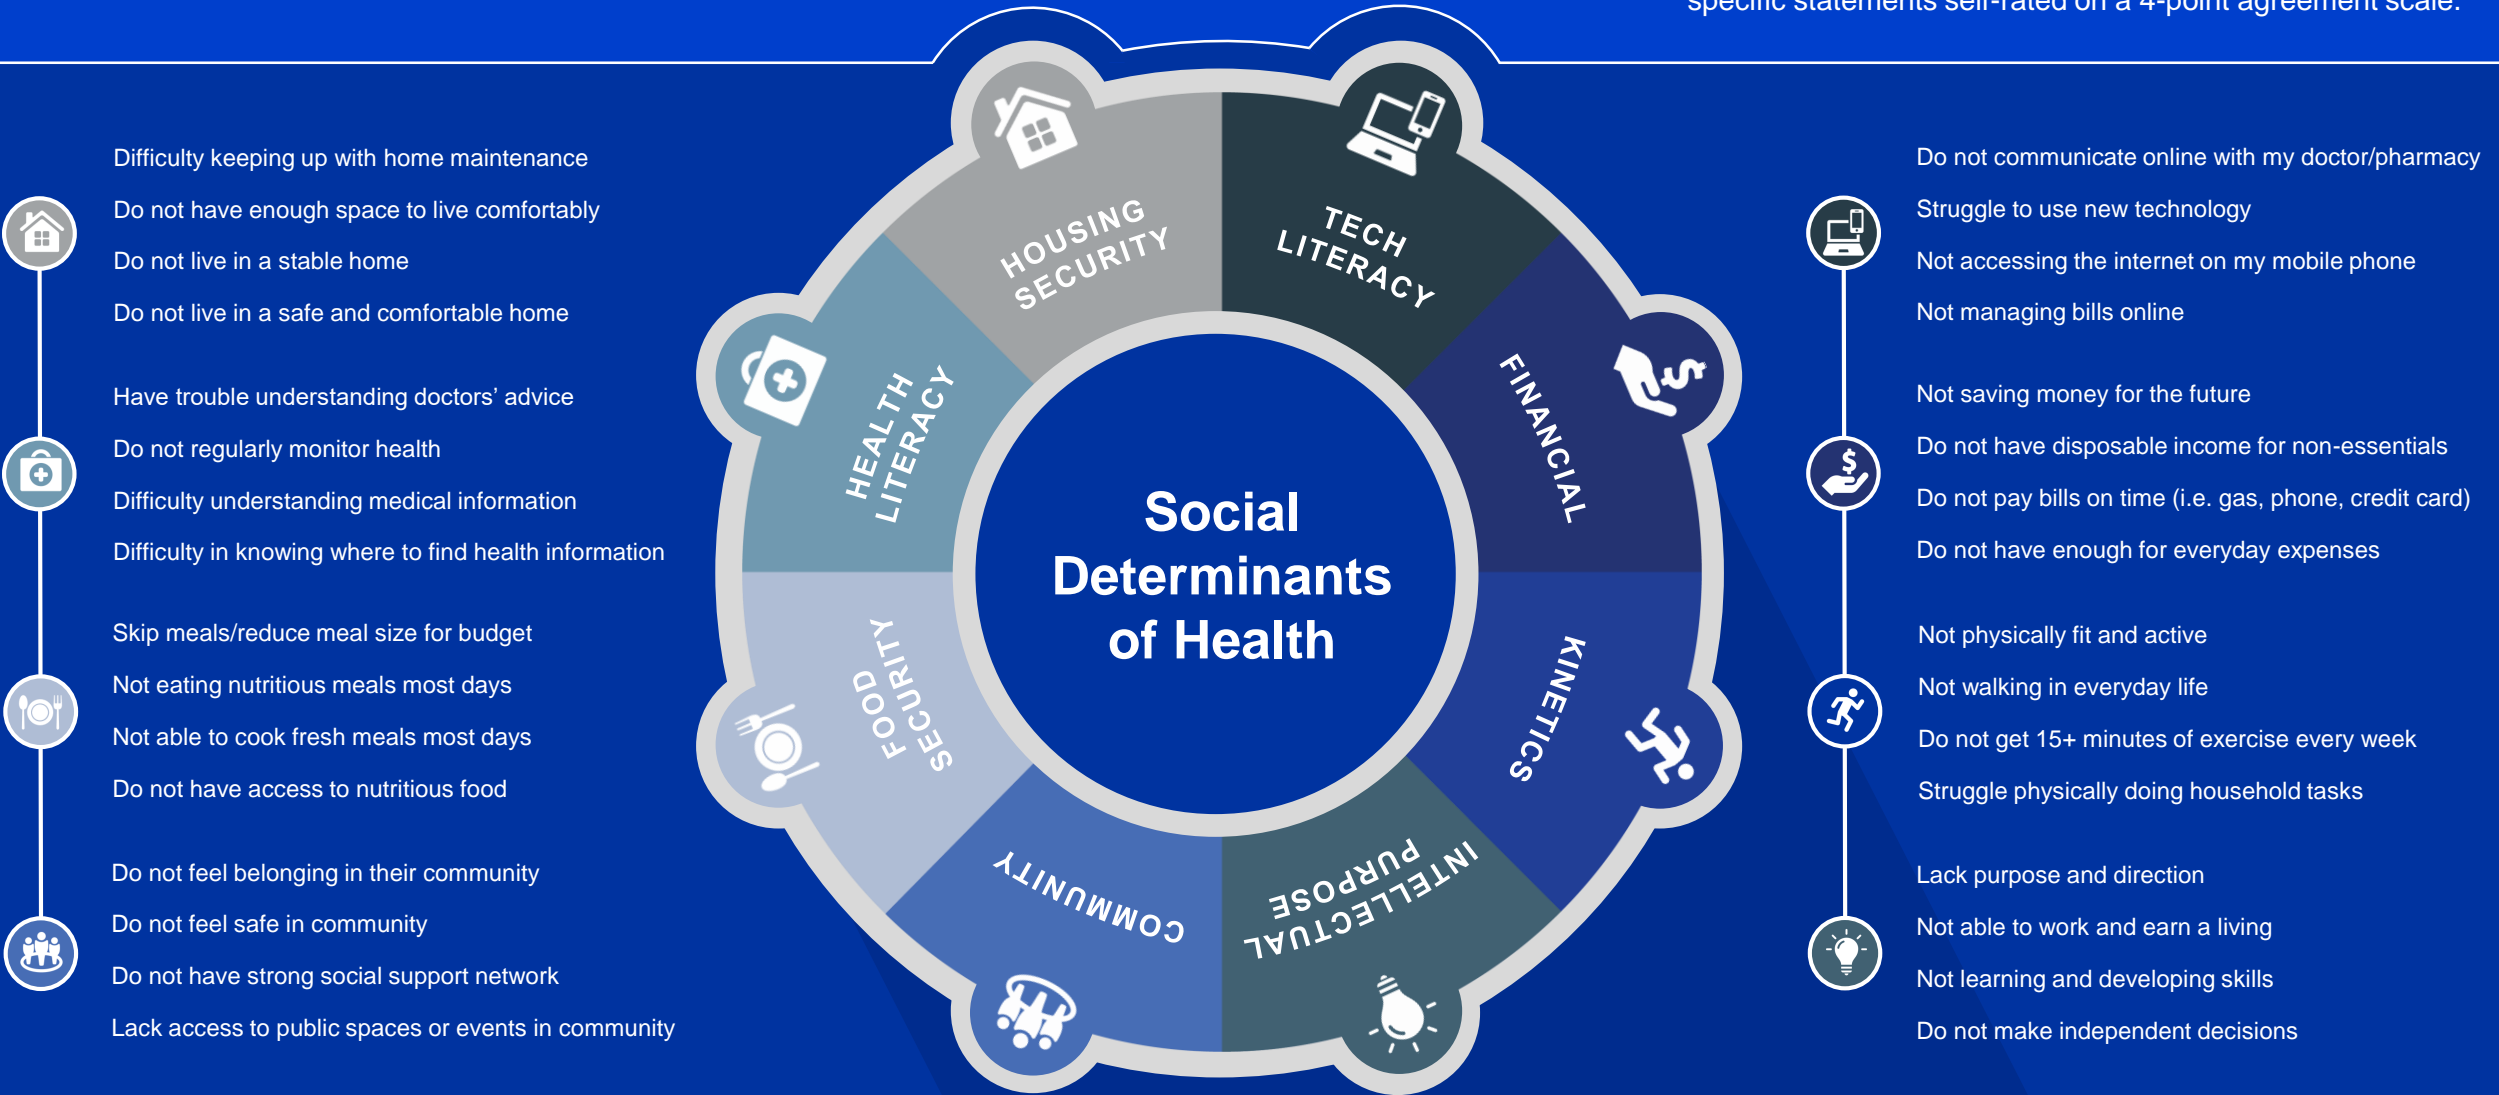 specific statements self-rated on a 4-point agreement scale.
Difficulty keeping up with home maintenance
Do not have enough space to live comfortably
Do not live in a stable home
Do not live in a safe and comfortable home
Have trouble understanding doctors’ advice
Do not regularly monitor health
Difficulty understanding medical information
Difficulty in knowing where to find health information
Skip meals/reduce meal size for budget
Not eating nutritious meals most days
Not able to cook fresh meals most days
Do not have access to nutritious food
Do not feel belonging in their community
Do not feel safe in community
Do not have strong social support network
Lack access to public spaces or events in community
HOUSING
SECURITY
TECH
LITERACY
HEALTH
LITERACY
FINANCIAL
Social
Determinants
of Health
FOOD
SECURITY
KINETICS
COMMUNITY
INTELLECTUAL
PURPOSE
Do not communicate online with my doctor/pharmacy
Struggle to use new technology
Not accessing the internet on my mobile phone
Not managing bills online
Not saving money for the future
Do not have disposable income for non-essentials
Do not pay bills on time (i.e. gas, phone, credit card)
Do not have enough for everyday expenses
Not physically fit and active
Not walking in everyday life
Do not get 15+ minutes of exercise every week
Struggle physically doing household tasks
Lack purpose and direction
Not able to work and earn a living
Not learning and developing skills
Do not make independent decisions